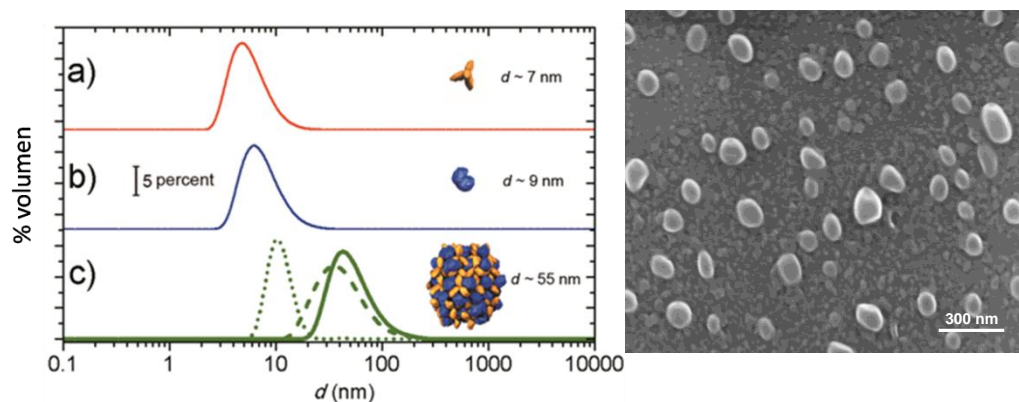 % volumen
a)
d ~ 7 nm
b)
5 percent
d ~ 9 nm
c)
d ~ 55 nm
0.1 1 10 100 1000 10000
d (nm)
300 nm